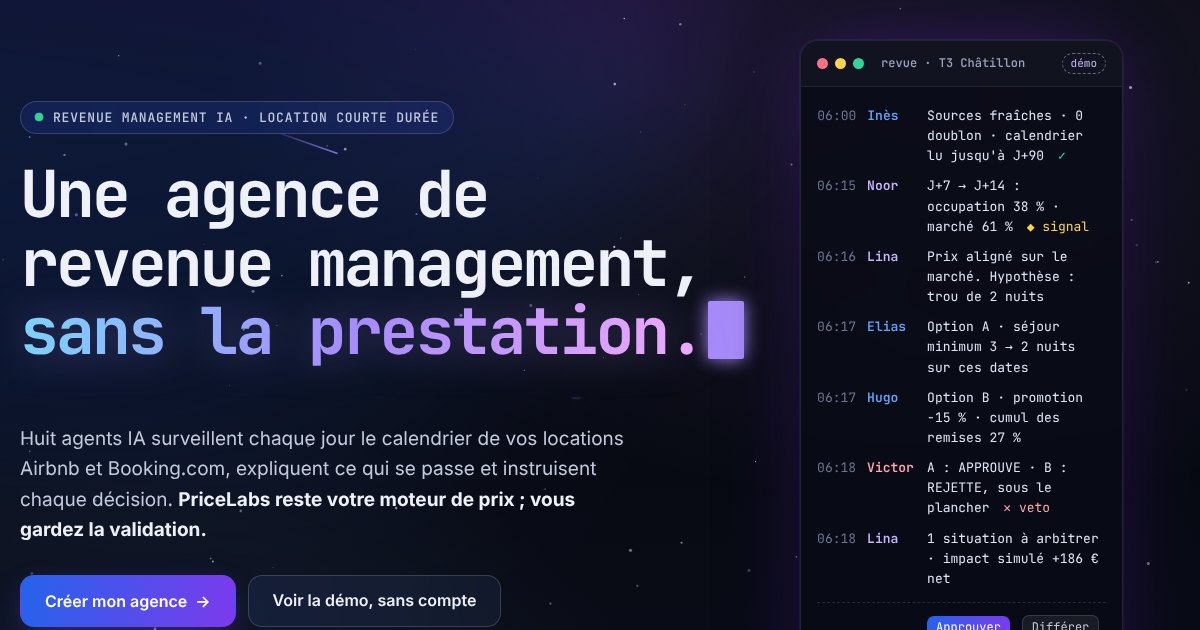 REVENUE MANAGEMENT IA · LOCATION COURTE DURÉE
Une agence de
revenue management,
sans la prestation.
Huit agents IA surveillent chaque jour le calendrier de vos locations
Airbnb et Booking.com, expliquent ce qui se passe et instruisent
chaque décision. PriceLabs reste votre moteur de prix ; vous
gardez la validation.
Créer mon agence →
Voir la démo, sans compte
revue · T3 Châtillon
démo
06:00 Inès Sources fraîches · 0
doublon · calendrier
lu jusqu'à J+90 ✓
06:15 Noor J+7 → J+14 :
occupation 38 % ·
marché 61 % ◆ signal
06:16 Lina Prix aligné sur le
marché. Hypothèse :
trou de 2 nuits
06:17 Elias Option A · séjour
minimum 3 → 2 nuits
sur ces dates
06:17 Hugo Option B · promotion
-15 % · cumul des
remises 27 %
06:18 Victor A : APPROUVE · B :
REJETTE, sous le
plancher × veto
06:18 Lina 1 situation à arbitrer
· impact simulé +186 €
net
Approuver
Différer